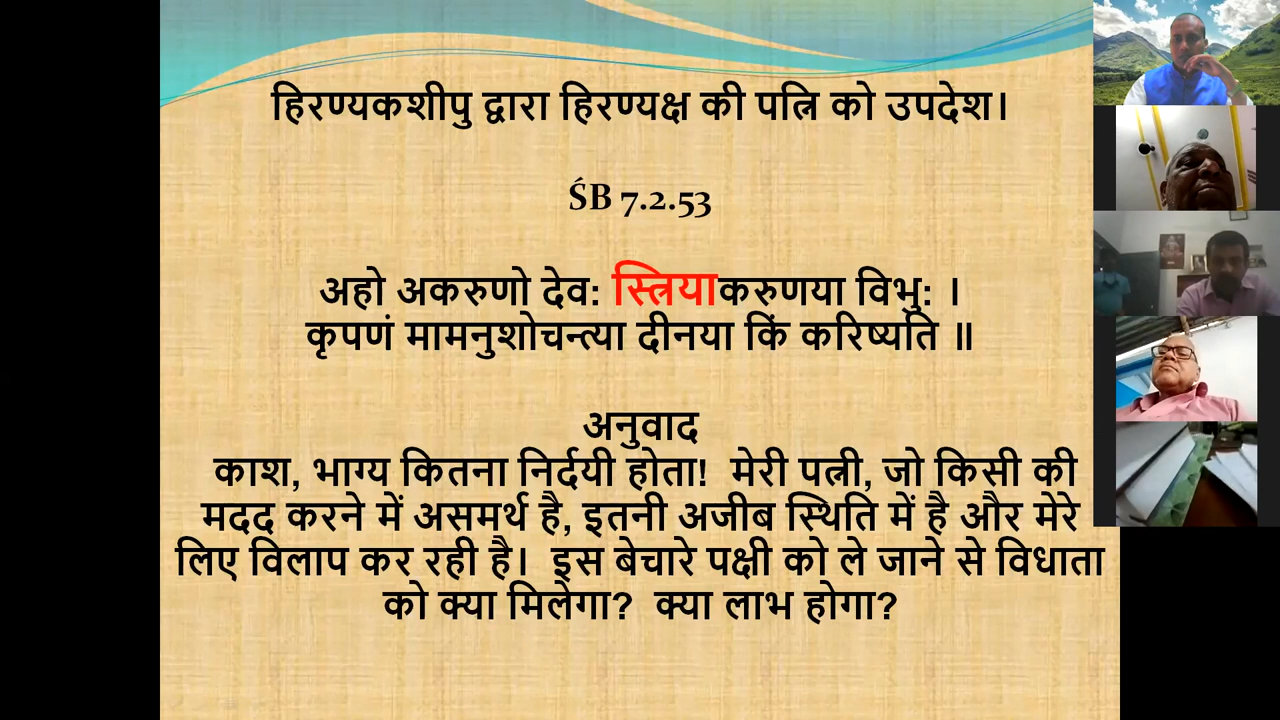 हिरण्यकशीपु द्वारा हिरण्यक्ष की पत्नि को उपदेश।
ŚB 7.2.53
अहो अकरुणो देव: स्त्रियाकरुणया विभु: ।
कृपणं मामनुशोचन्त्या दीनया किं करिष्यति ॥
अनुवाद
काश, भाग्य कितना निर्दयी होता! मेरी पत्नी, जो किसी की
मदद करने में असमर्थ है, इतनी अजीब स्थिति में है और मेरे
लिए विलाप कर रही है। इस बेचारे पक्षी को ले जाने से विधाता
को क्या मिलेगा? क्या लाभ होगा?